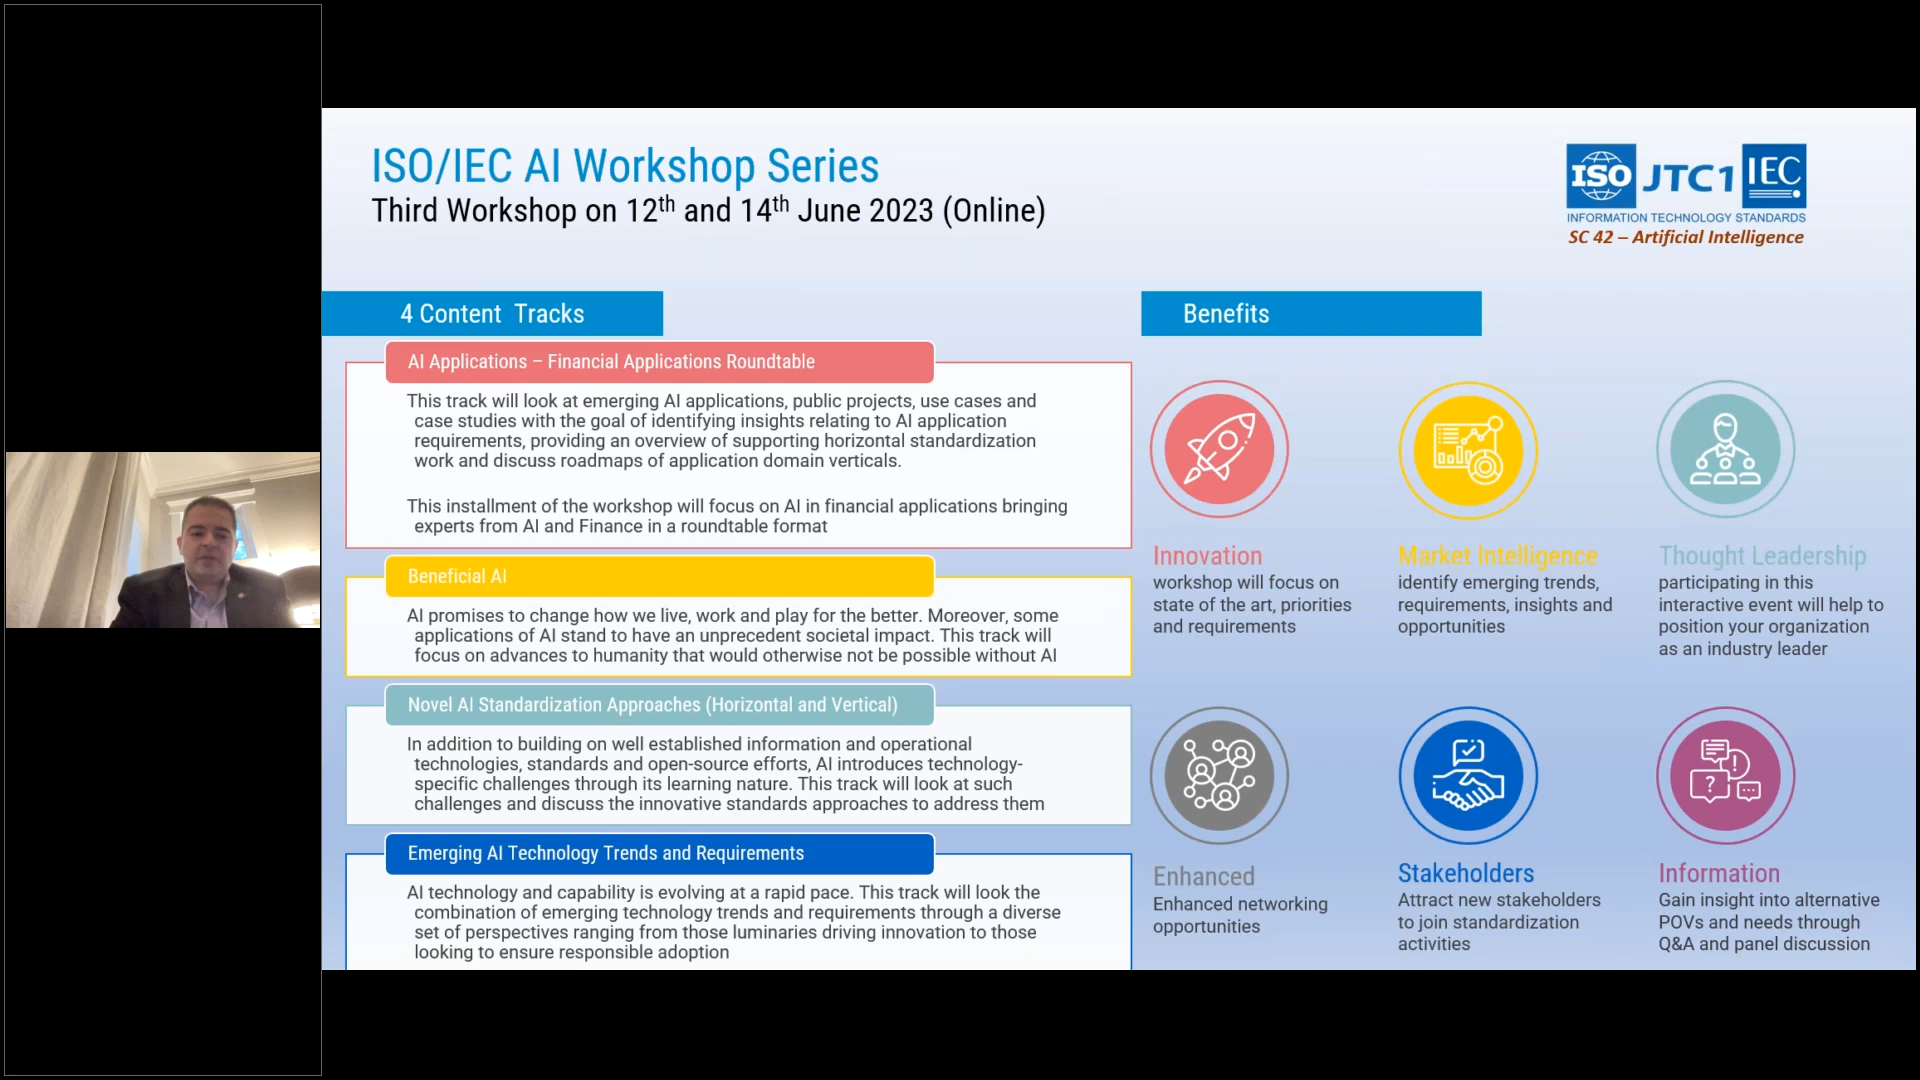 ISO/IEC AI Workshop Series
Third Workshop on 12th and 14th June 2023 (Online)
ISO JTC1 IEC
INFORMATION TECHNOLOGY STANDARDS
SC 42 – Artificial Intelligence
4 Content Tracks
AI Applications – Financial Applications Roundtable
This track will look at emerging AI applications, public projects, use cases and
case studies with the goal of identifying insights relating to AI application
requirements, providing an overview of supporting horizontal standardization
work and discuss roadmaps of application domain verticals.
This installment of the workshop will focus on AI in financial applications bringing
experts from AI and Finance in a roundtable format
Beneficial AI
AI promises to change how we live, work and play for the better. Moreover, some
applications of AI stand to have an unprecedent societal impact. This track will
focus on advances to humanity that would otherwise not be possible without AI
Novel AI Standardization Approaches (Horizontal and Vertical)
In addition to building on well established information and operational
technologies, standards and open-source efforts, AI introduces technology-
specific challenges through its learning nature. This track will look at such
challenges and discuss the innovative standards approaches to address them
Emerging AI Technology Trends and Requirements
AI technology and capability is evolving at a rapid pace. This track will look the
combination of emerging technology trends and requirements through a diverse
set of perspectives ranging from those luminaries driving innovation to those
looking to ensure responsible adoption
Benefits
Innovation
workshop will focus on
state of the art, priorities
and requirements
Market Intelligence
identify emerging trends,
requirements, insights and
opportunities
Thought Leadership
participating in this
interactive event will help to
position your organization
as an industry leader
Enhanced
Enhanced networking
opportunities
Stakeholders
Attract new stakeholders
to join standardization
activities
Information
Gain insight into alternative
POVs and needs through
Q&A and panel discussion